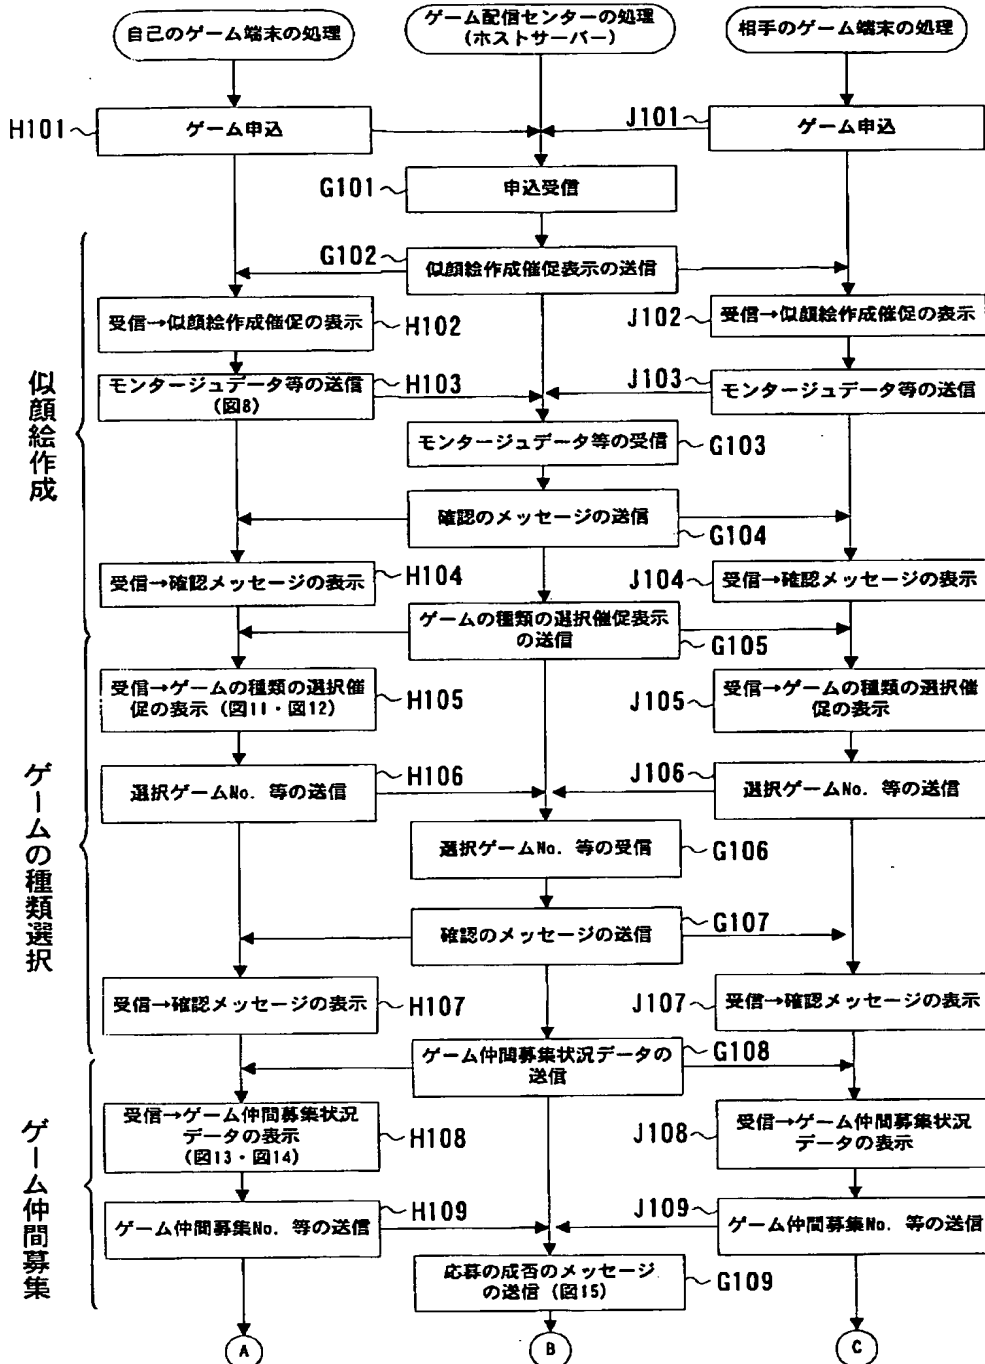 自己のゲーム端末の処理
ゲーム配信センターの処理
(ホストサーバー)
相手のゲーム端末の処理
H101
ゲーム申込
J101
ゲーム申込
G101
申込受信
G102
似顔絵作成催促表示の送信
受信→似顔絵作成催促の表示
H102
J102
受信→似顔絵作成催促の表示
モンタージュデータ等の送信
(図8)
H103
J103
モンタージュデータ等の送信
モンタージュデータ等の受信
G103
確認のメッセージの送信
G104
受信→確認メッセージの表示
H104
J104
受信→確認メッセージの表示
似顔絵作成
ゲームの種類の選択催促表示
の送信
G105
受信→ゲームの種類の選択催
促の表示(図11・図12)
H105
J105
受信→ゲームの種類の選択催
促の表示
選択ゲームNo. 等の送信
H106
J106
選択ゲームNo. 等の送信
選択ゲームNo. 等の受信
G106
確認のメッセージの送信
G107
受信→確認メッセージの表示
H107
J107
受信→確認メッセージの表示
ゲームの種類選択
ゲーム仲間募集状況データの
送信
G108
受信→ゲーム仲間募集状況
データの表示
(図13・図14)
H108
J108
受信→ゲーム仲間募集状況
データの表示
ゲーム仲間募集No. 等の送信
H109
J109
ゲーム仲間募集No. 等の送信
応募の成否のメッセージ
の送信(図15)
G109
ゲーム仲間募集
A
B
C